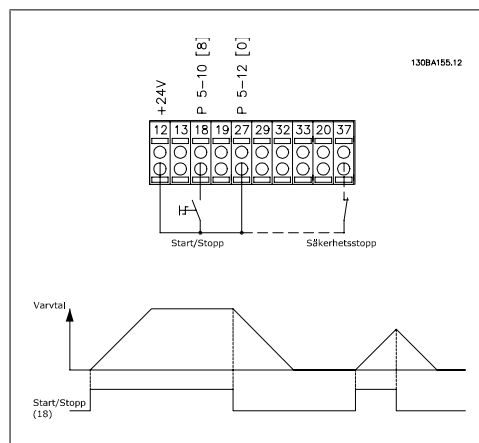 P 5-10 [8]
P 5-12 [0]
+24V
130BA155.12
12 13 18 19 27 29 32 33 20 37
Start/Stopp
Säkerhetsstopp
Varvtal
Start/Stopp
(18)